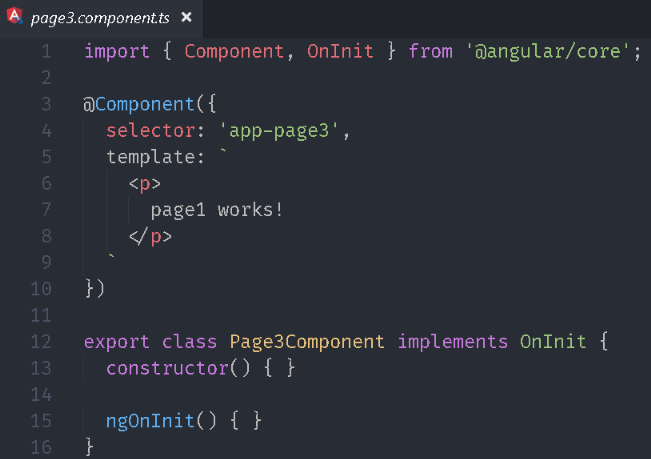 page3.component.ts ×
1 import { Component, OnInit } from '@angular/core';
2
3 @Component({
4   selector: 'app-page3',
5   template: `
6     <p>
7       page1 works!
8     </p>
9   `
10 })
11
12 export class Page3Component implements OnInit {
13   constructor() { }
14
15   ngOnInit() { }
16 }